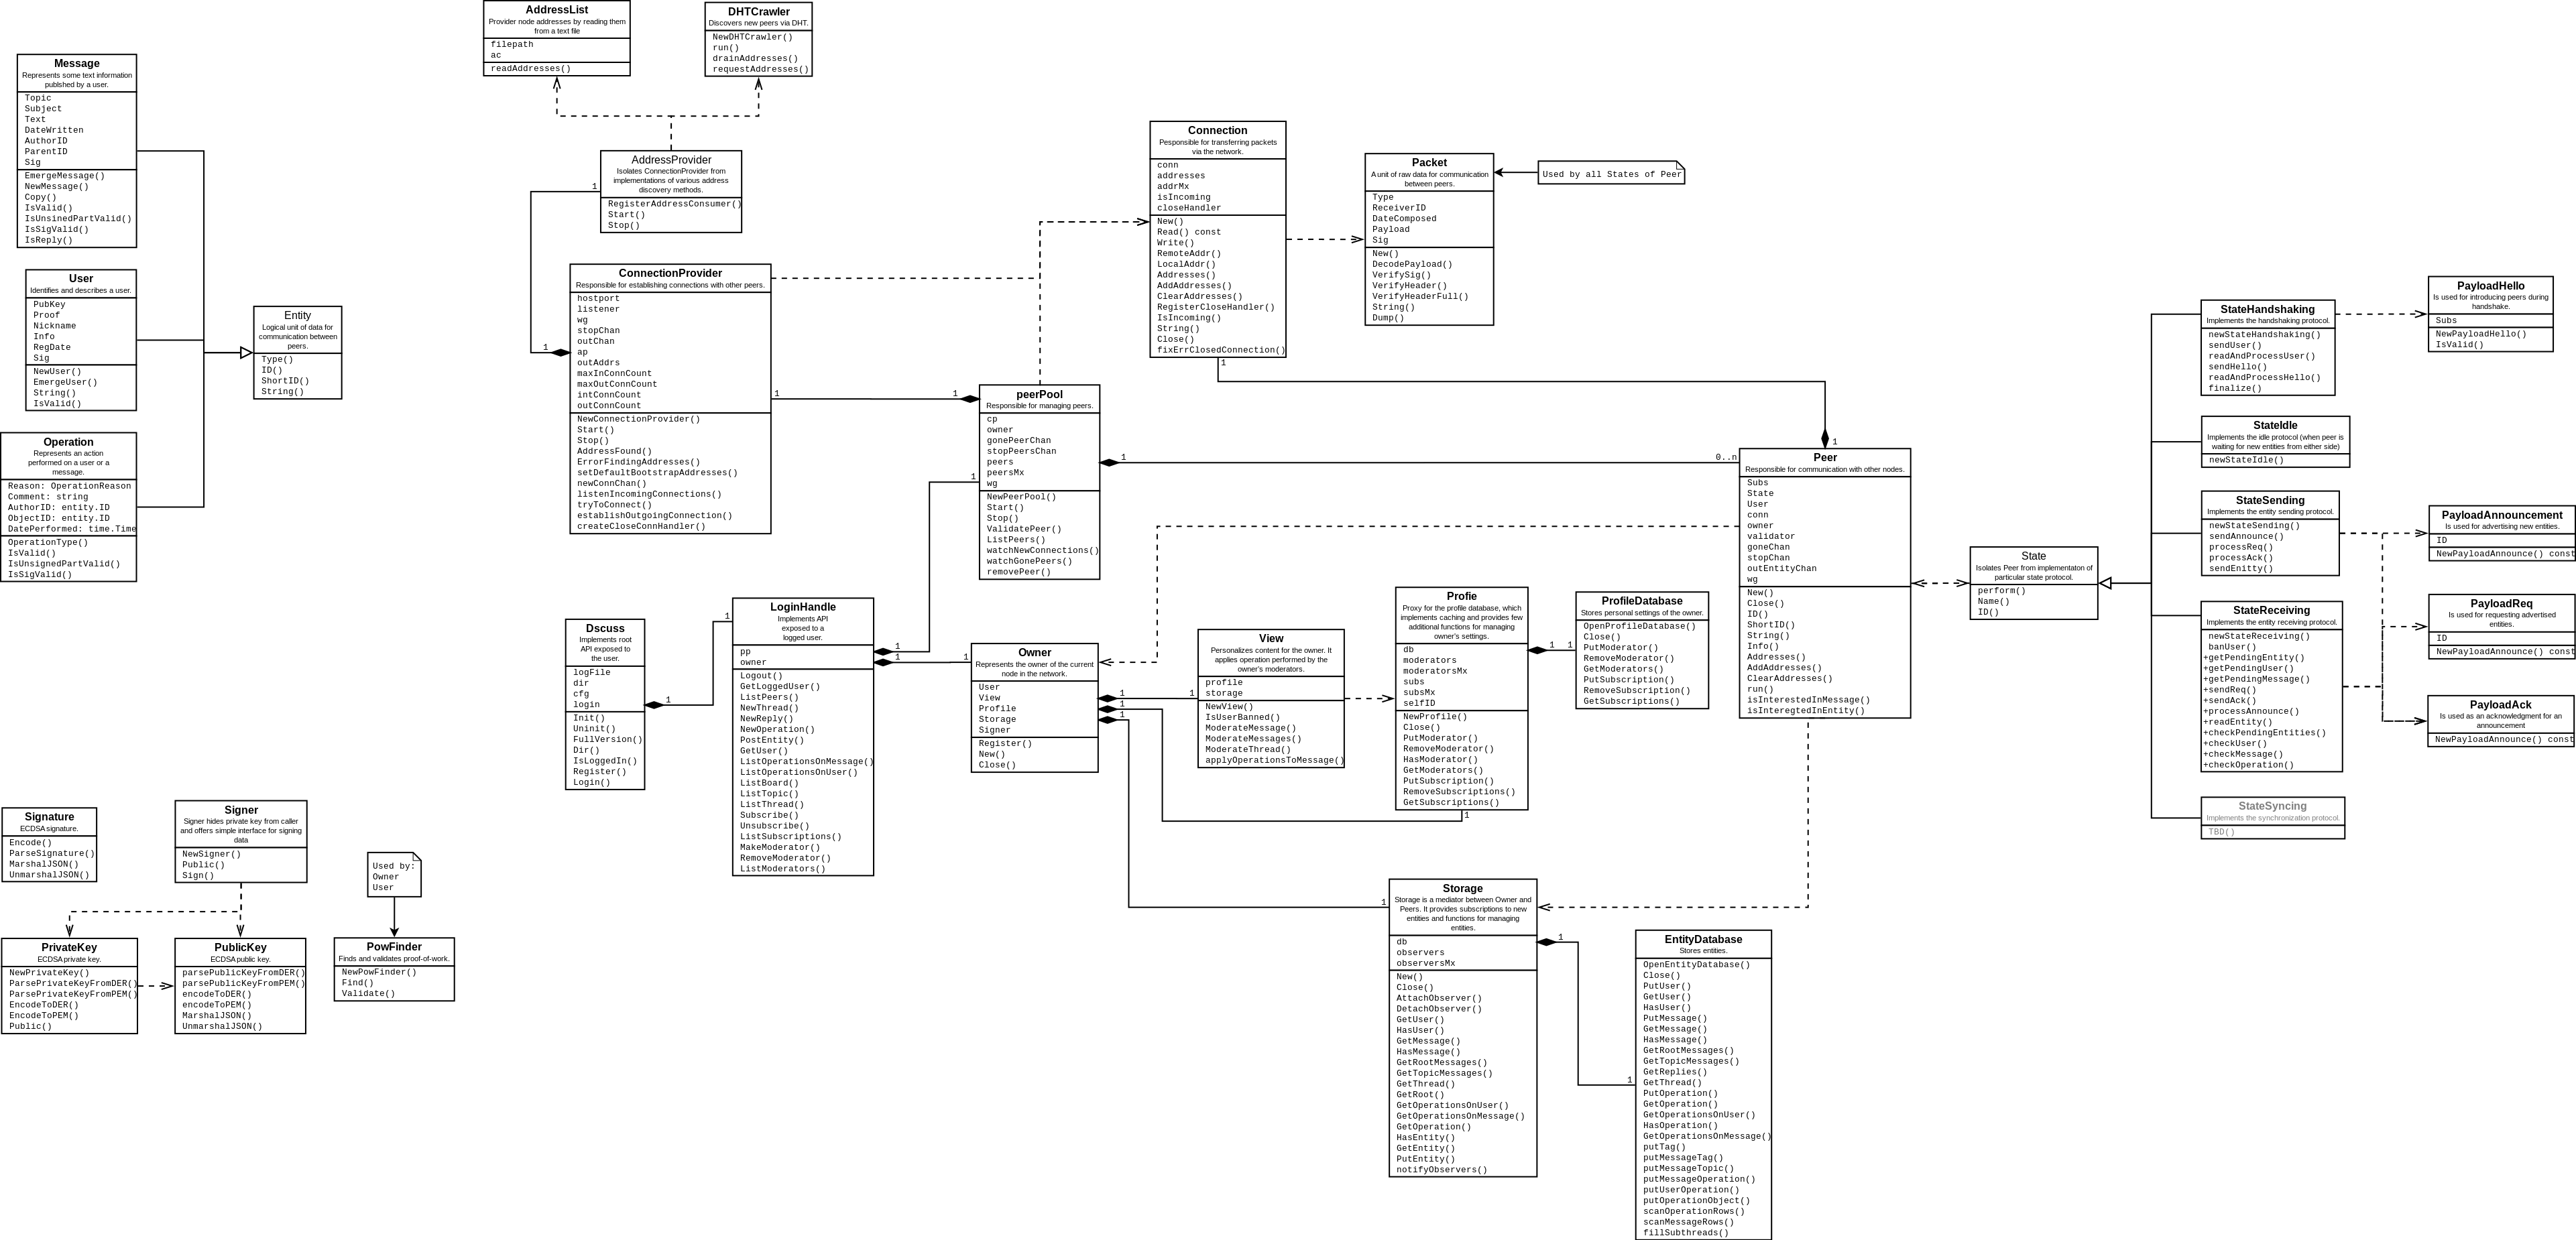 AddressList
Provider node addresses by reading them
from a text file
filepath
ac
readAddresses()
DHTCrawler
Discovers new peers via DHT.
NewDHTCrawler()
run()
drainAddresses()
requestAddresses()
Message
Represents some text information
publshed by a user.
Topic
Subject
Text
DateWritten
AuthorID
ParentID
Sig
EmergeMessage()
NewMessage()
Copy()
IsValid()
IsUnsinedPartValid()
IsSigValid()
IsReply()
User
Identifies and describes a user.
PubKey
Proof
Nickname
Info
RegDate
Sig
NewUser()
EmergeUser()
String()
IsValid()
Operation
Represents an action
performed on a user or a
message.
Reason: OperationReason
Comment: string
AuthorID: entity.ID
ObjectID: entity.ID
DatePerformed: time.Time
OperationType()
IsValid()
IsUnsignedPartValid()
IsSigValid()
Entity
Logical unit of data for
communication between
peers.
Type()
ID()
ShortID()
String()
AddressProvider
Isolates ConnectionProvider from
implementations of various address
discovery methods.
RegisterAddressConsumer()
Start()
Stop()
1
1
ConnectionProvider
Responsible for establishing connections with other peers.
hostport
listener
wg
stopChan
outChan
ap
outAddrs
maxInConnCount
maxOutConnCount
intConnCount
outConnCount
NewConnectionProvider()
Start()
Stop()
AddressFound()
ErrorFindingAddresses()
setDefaultBootstrapAddresses()
newConnChan()
listenIncomingConnections()
tryToConnect()
establishOutgoingConnection()
createCloseConnHandler()
1
1
peerPool
Responsible for managing peers.
cp
owner
gonePeerChan
stopPeersChan
peers
peersMx
wg
NewPeerPool()
Start()
Stop()
ValidatePeer()
ListPeers()
watchNewConnections()
watchGonePeers()
removePeer()
1
1
0..n
Connection
Pesponsible for transferring packets
via the network.
conn
addresses
addrMx
isIncoming
closeHandler
New()
Read() const
Write()
RemoteAddr()
LocalAddr()
Addresses()
AddAddresses()
ClearAddresses()
RegisterCloseHandler()
IsIncoming()
String()
Close()
fixErrClosedConnection()
1
1
Packet
A unit of raw data for communication
between peers.
Type
ReceiverID
DateComposed
Payload
Sig
New()
DecodePayload()
VerifySig()
VerifyHeader()
VerifyHeaderFull()
String()
Dump()
Used by all States of Peer
Peer
Responsible for communication with other nodes.
Subs
State
User
conn
owner
validator
goneChan
stopChan
outEntityChan
wg
New()
Close()
ID()
ShortID()
String()
Info()
Addresses()
AddAddresses()
ClearAddresses()
run()
isInterestedInMessage()
isInteregtedInEntity()
State
Isolates Peer from implementaton of
particular state protocol.
perform()
Name()
ID()
StateHandshaking
Implements the handshaking protocol.
newStateHandshaking()
sendUser()
readAndProcessUser()
sendHello()
readAndProcessHello()
finalize()
StateIdle
Implements the idle protocol (when peer is
waiting for new entities from either side)
newStateIdle()
StateSending
Implements the entity sending protocol.
newStateSending()
sendAnnounce()
processReq()
processAck()
sendEnitty()
StateReceiving
Implements the entity receiving protocol.
newStateReceiving()
banUser()
+getPendingEntity()
+getPendingUser()
+getPendingMessage()
+sendReq()
+sendAck()
+processAnnounce()
+readEntity()
+checkPendingEntities()
+checkUser()
+checkMessage()
+checkOperation()
StateSyncing
Implements the synchronization protocol.
TBD()
PayloadHello
Is used for introducing peers during
handshake.
Subs
NewPayloadHello()
IsValid()
PayloadAnnouncement
Is used for advertising new entities.
ID
NewPayloadAnnounce() const
PayloadReq
Is used for requesting advertised
entities.
ID
NewPayloadAnnounce() const
PayloadAck
Is used as an acknowledgment for an
announcement
NewPayloadAnnounce() const
Dscuss
Implements root
API exposed to
the user.
logFile
dir
cfg
login
Init()
Uninit()
FullVersion()
Dir()
IsLoggedIn()
Register()
Login()
1
1
LoginHandle
Implements API
exposed to a
logged user.
pp
owner
Logout()
GetLoggedUser()
ListPeers()
NewThread()
NewReply()
NewOperation()
PostEntity()
GetUser()
ListOperationsOnMessage()
ListOperationsOnUser()
ListBoard()
ListTopic()
ListThread()
Subscribe()
Unsubscribe()
ListSubscriptions()
MakeModerator()
RemoveModerator()
ListModerators()
1
1
1
Owner
Represents the owner of the current
node in the network.
User
View
Profile
Storage
Signer
Register()
New()
Close()
1
1
1
1
View
Personalizes content for the owner. It
applies operation performed by the
owner's moderators.
profile
storage
NewView()
IsUserBanned()
ModerateMessage()
ModerateMessages()
ModerateThread()
applyOperationsToMessage()
Profie
Proxy for the profile database, which
implements caching and provides few
additional functions for managing
owner's settings.
db
moderators
moderatorsMx
subs
subsMx
selfID
NewProfile()
Close()
PutModerator()
RemoveModerator()
HasModerator()
GetModerators()
PutSubscription()
RemoveSubscriptions()
GetSubscriptions()
1
1
1
ProfileDatabase
Stores personal settings of the owner.
OpenProfileDatabase()
Close()
PutModerator()
RemoveModerator()
GetModerators()
PutSubscription()
RemoveSubscription()
GetSubscriptions()
Signature
ECDSA signature.
Encode()
ParseSignature()
MarshalJSON()
UnmarshalJSON()
Signer
Signer hides private key from caller
and offers simple interface for signing
data
NewSigner()
Public()
Sign()
Used by:
Owner
User
PrivateKey
ECDSA private key.
NewPrivateKey()
ParsePrivateKeyFromDER()
ParsePrivateKeyFromPEM()
EncodeToDER()
EncodeToPEM()
Public()
PublicKey
ECDSA public key.
parsePublicKeyFromDER()
parsePublicKeyFromPEM()
encodeToDER()
encodeToPEM()
MarshalJSON()
UnmarshalJSON()
PowFinder
Finds and validates proof-of-work.
NewPowFinder()
Find()
Validate()
1
Storage
Storage is a mediator between Owner and
Peers. It provides subscriptions to new
entities and functions for managing
entities.
db
observers
observersMx
New()
Close()
AttachObserver()
DetachObserver()
GetUser()
HasUser()
GetMessage()
HasMessage()
GetRootMessages()
GetTopicMessages()
GetThread()
GetRoot()
GetOperationsOnUser()
GetOperationsOnMessage()
GetOperation()
HasEntity()
GetEntity()
PutEntity()
notifyObservers()
1
1
EntityDatabase
Stores entities.
OpenEntityDatabase()
Close()
PutUser()
GetUser()
HasUser()
PutMessage()
GetMessage()
HasMessage()
GetRootMessages()
GetTopicMessages()
GetReplies()
GetThread()
PutOperation()
GetOperation()
GetOperationsOnUser()
HasOperation()
GetOperationsOnMessage()
putTag()
putMessageTag()
putMessageTopic()
putMessageOperation()
putUserOperation()
putOperationObject()
scanOperationRows()
scanMessageRows()
fillSubthreads()